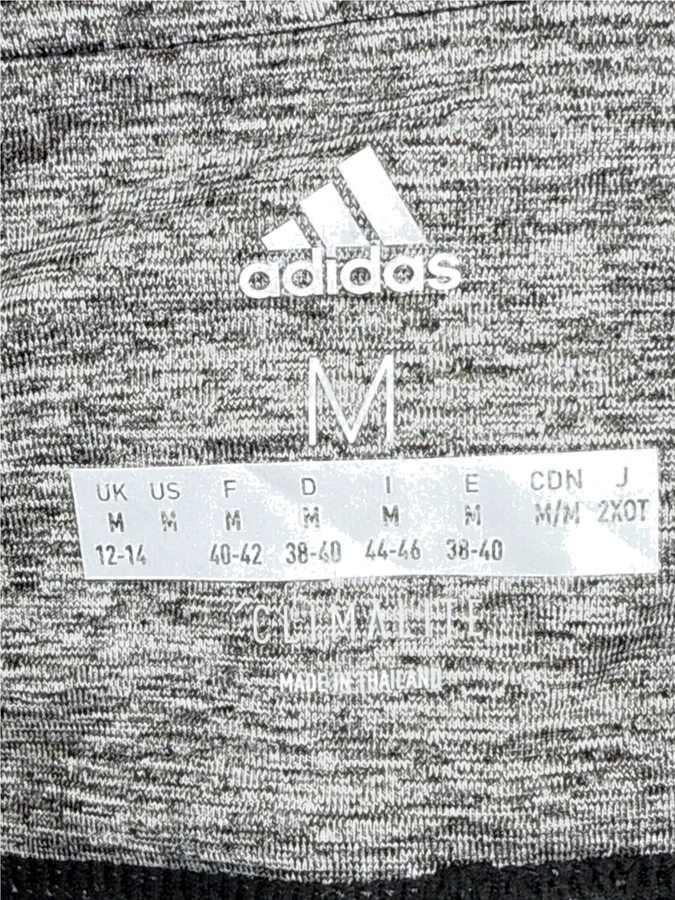 adidas
M
UK US F D I E CDN J
M M M M M M M/M 2XOT
12-14 40-42 38-40 44-46 38-40
CLIMALITE
MADE IN THAILAND